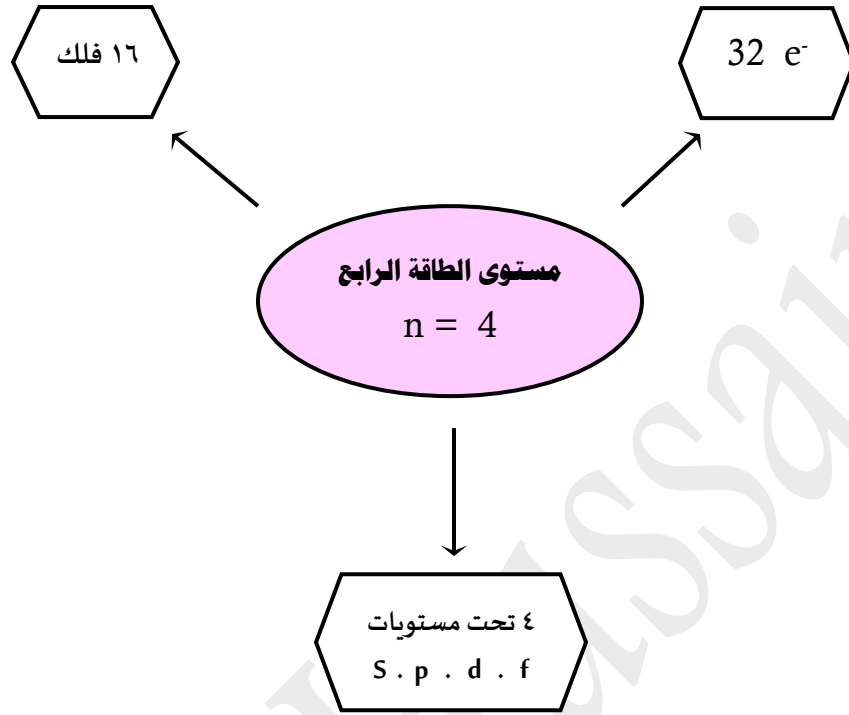 ١٦ فلك
32 e-
مستوى الطاقة الرابع
n = 4
٤ تحت مستويات
S . p . d . f